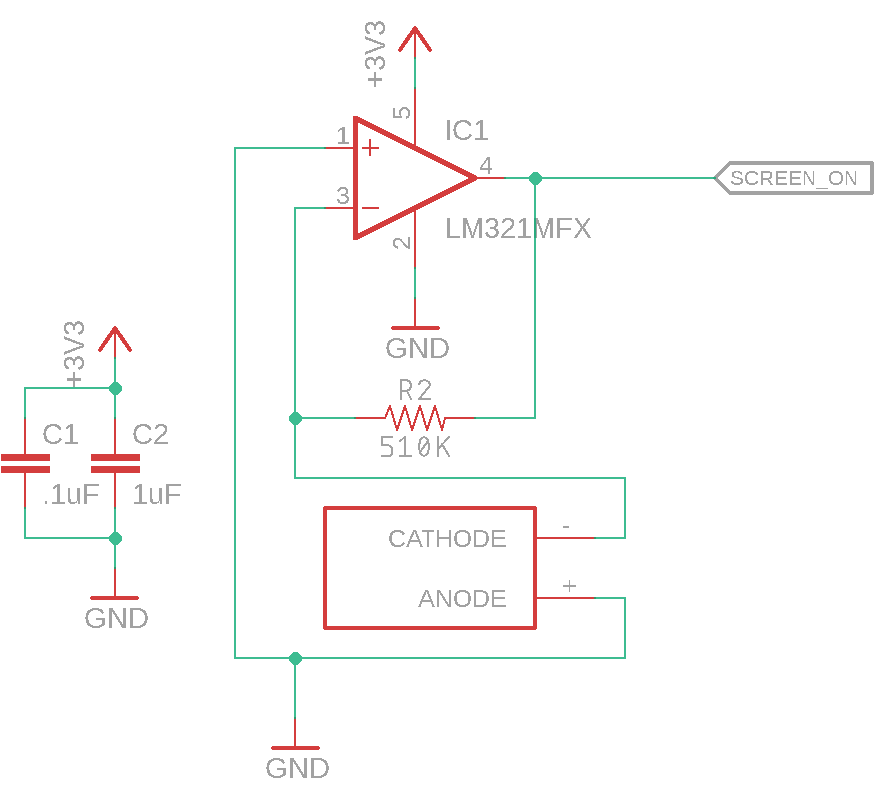 +3V3
5
IC1
1
+
4
SCREEN_ON
3
-
2
LM321MFX
GND
+3V3
R2
510K
C1
C2
.1uF
1uF
CATHODE
-
ANODE
+
GND
GND